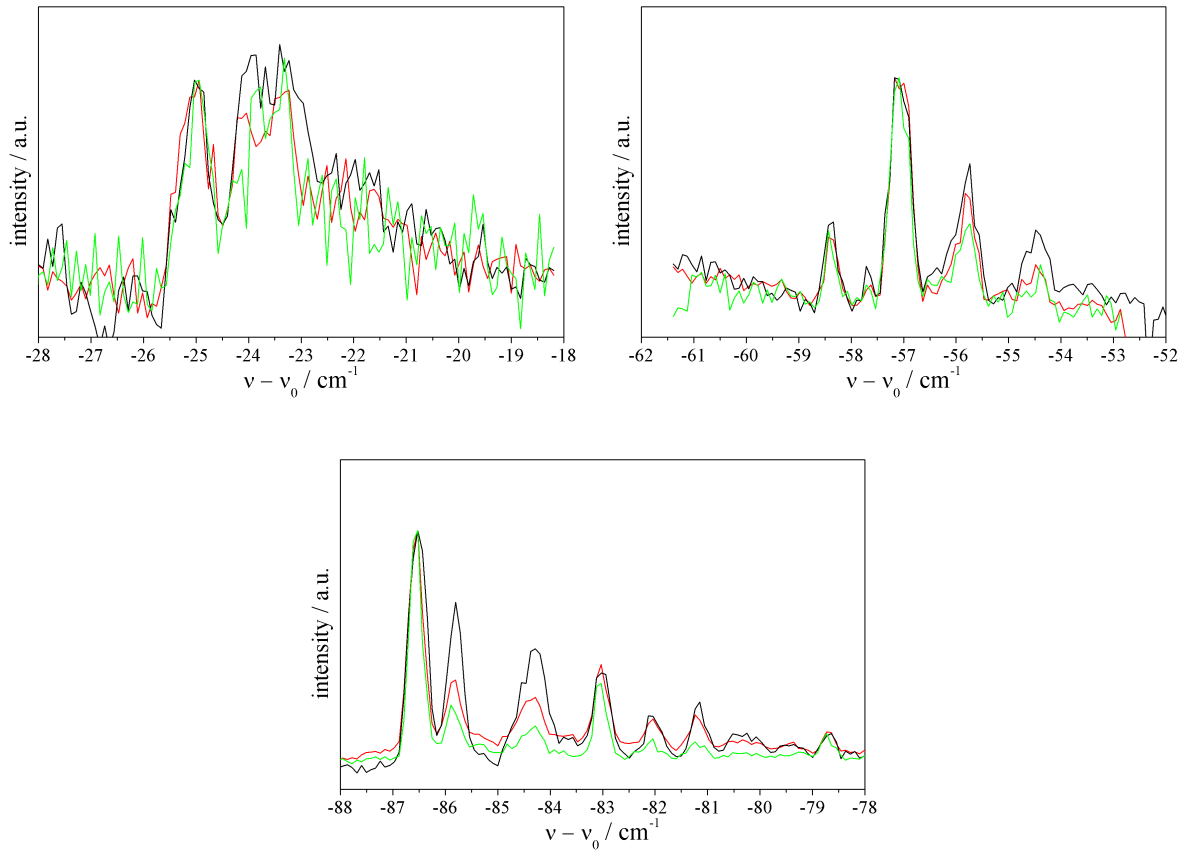 intensity / a.u.
-28 -27 -26 -25 -24 -23 -22 -21 -20 -19 -18
ν – ν0 / cm-1
intensity / a.u.
-62 -61 -60 -59 -58 -57 -56 -55 -54 -53 -52
ν – ν0 / cm-1
intensity / a.u.
-88 -87 -86 -85 -84 -83 -82 -81 -80 -79 -78
ν – ν0 / cm-1